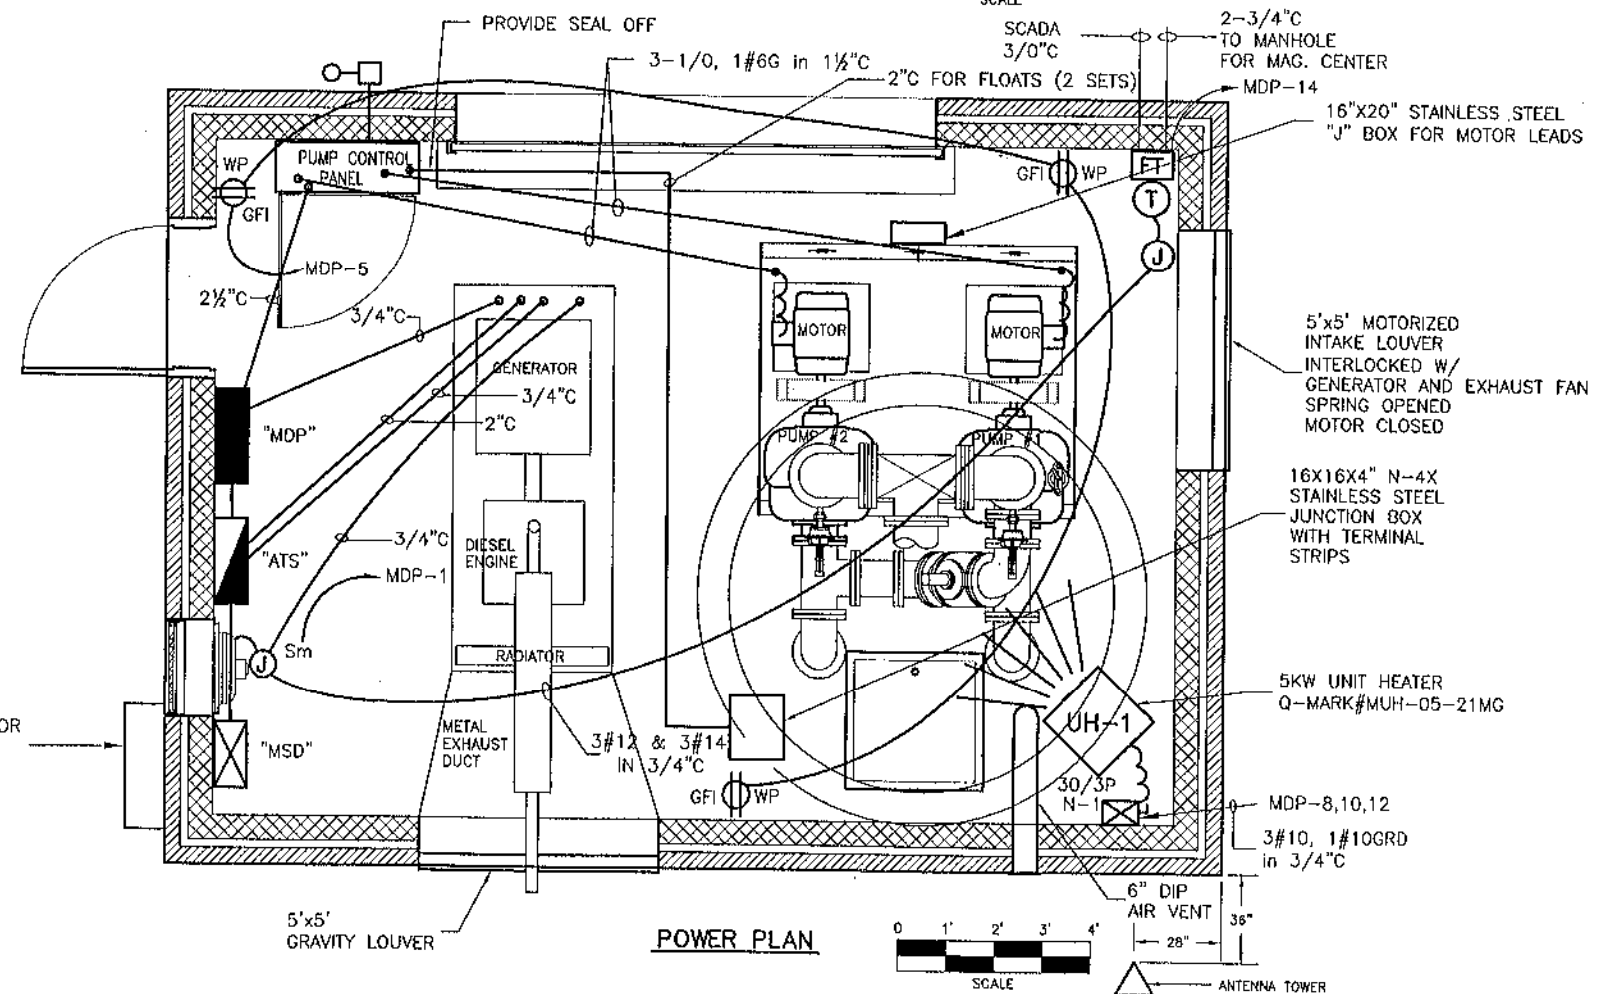 SCALE
PROVIDE SEAL OFF
3-1/0, 1#6G in 1½"C
2"C FOR FLOATS (2 SETS)
SCADA
3/0"C
2-3/4"C
TO MANHOLE
FOR MAG. CENTER
MDP-14
16"X20" STAINLESS STEEL
"J" BOX FOR MOTOR LEADS
WP
GFI
PUMP CONTROL
PANEL
GFI
WP
FT
T
J
MDP-5
2½"C
3/4"C
GENERATOR
3/4"C
2"C
MOTOR
MOTOR
5'x5' MOTORIZED
INTAKE LOUVER
INTERLOCKED W/
GENERATOR AND EXHAUST FAN
SPRING OPENED
MOTOR CLOSED
"MDP"
PUMP #2
PUMP #1
16X16X4" N-4X
STAINLESS STEEL
JUNCTION BOX
WITH TERMINAL
STRIPS
"ATS"
3/4"C
DIESEL
ENGINE
MDP-1
J
Sm
RADIATOR
5KW UNIT HEATER
Q-MARK#MUH-05-21MG
UH-1
OR
"MSD"
METAL
EXHAUST
DUCT
3#12 & 3#14
IN 3/4"C
GFI
WP
30/3P
N-1
MDP-8,10,12
3#10, 1#10GRD
in 3/4"C
5'x5'
GRAVITY LOUVER
POWER PLAN
0 1' 2' 3' 4'
SCALE
6" DIP
AIR VENT
36"
28"
ANTENNA TOWER